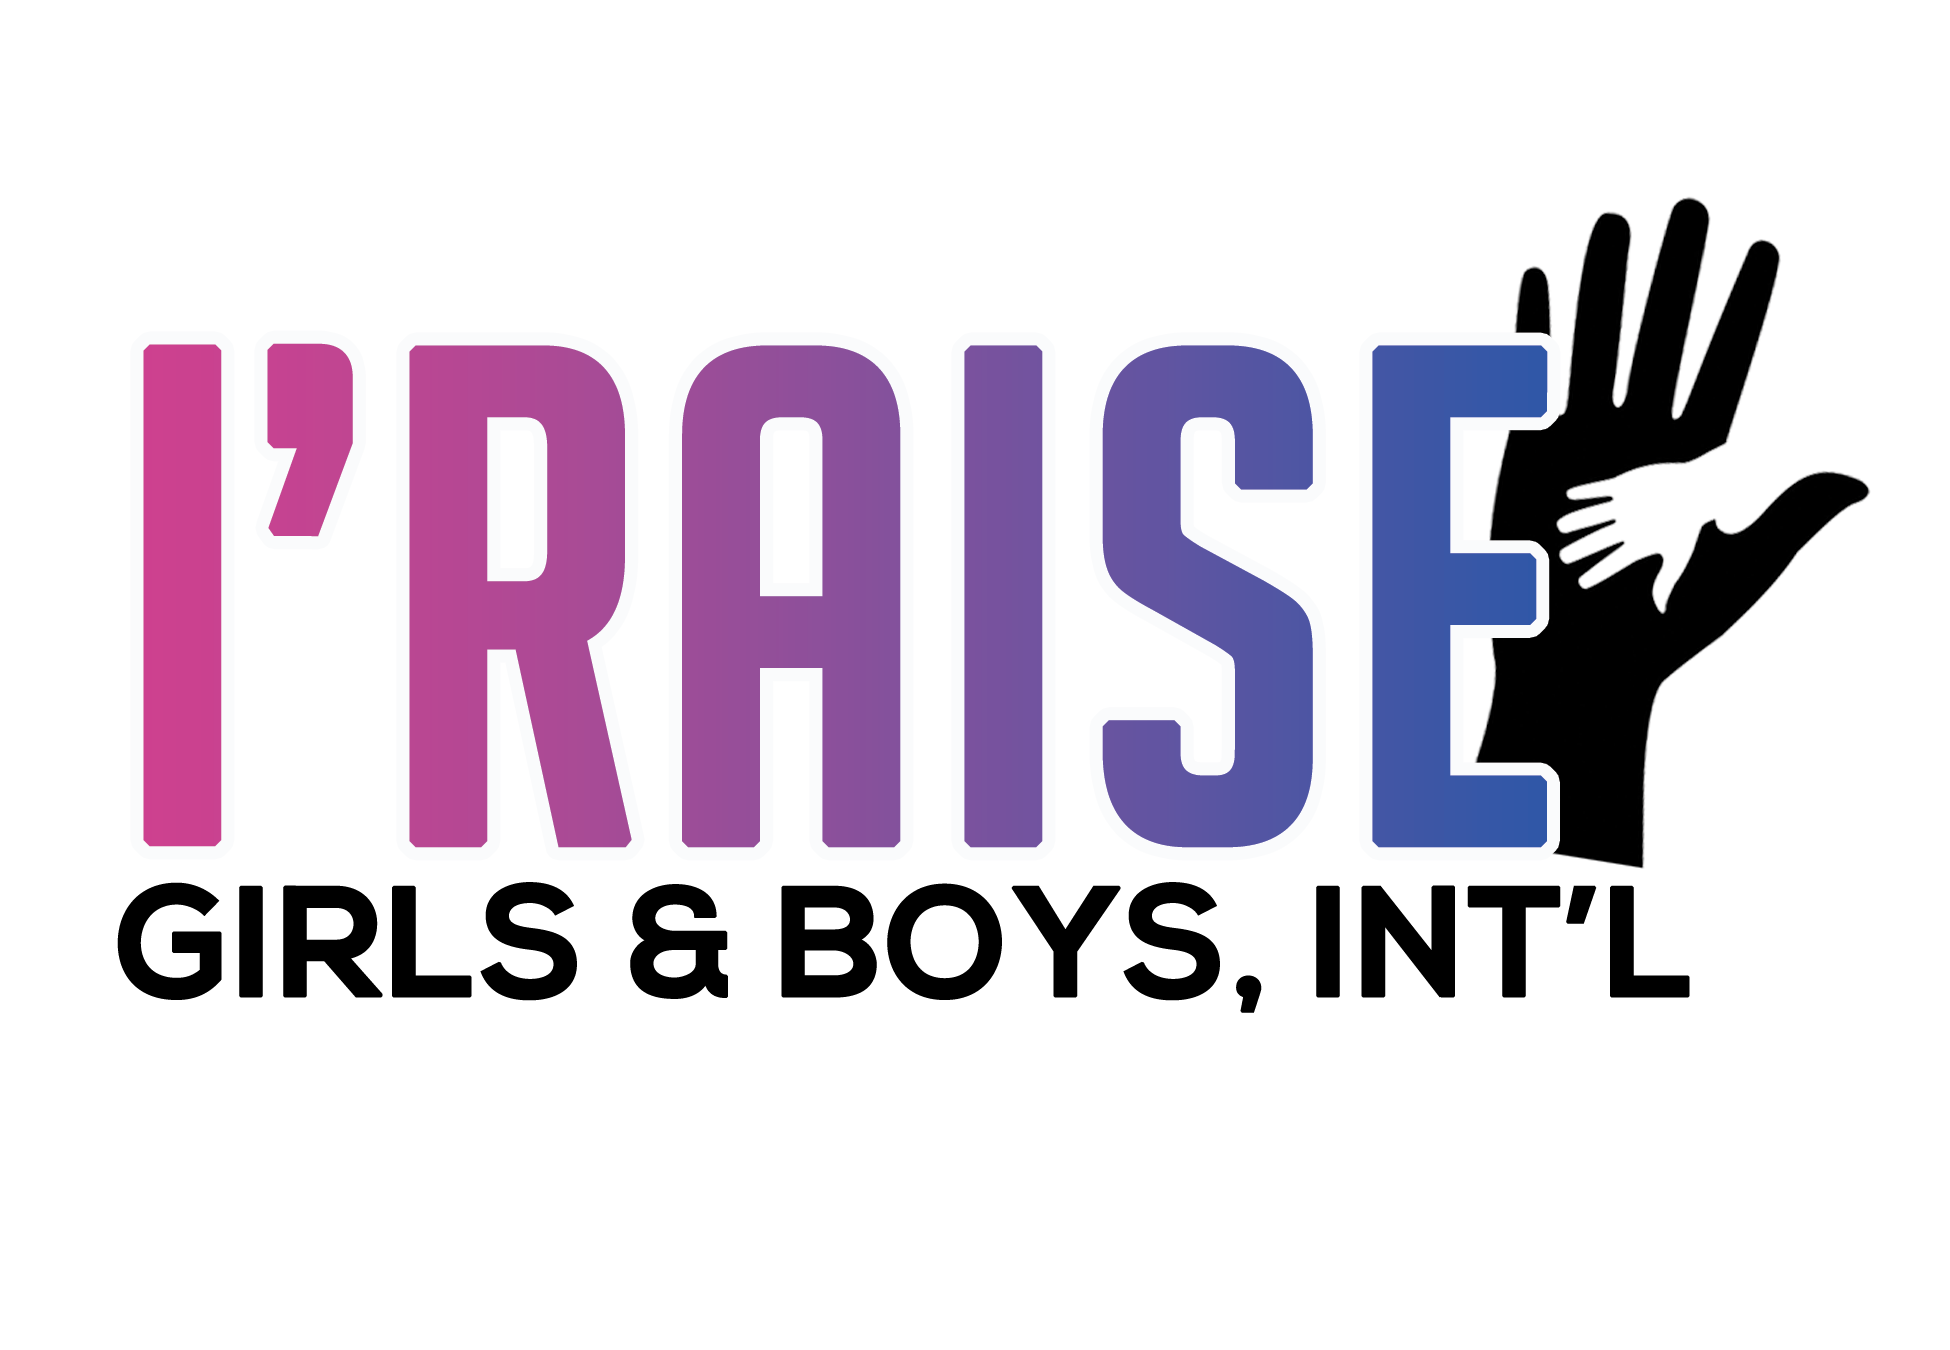 I’RAISE
GIRLS & BOYS, INT’L